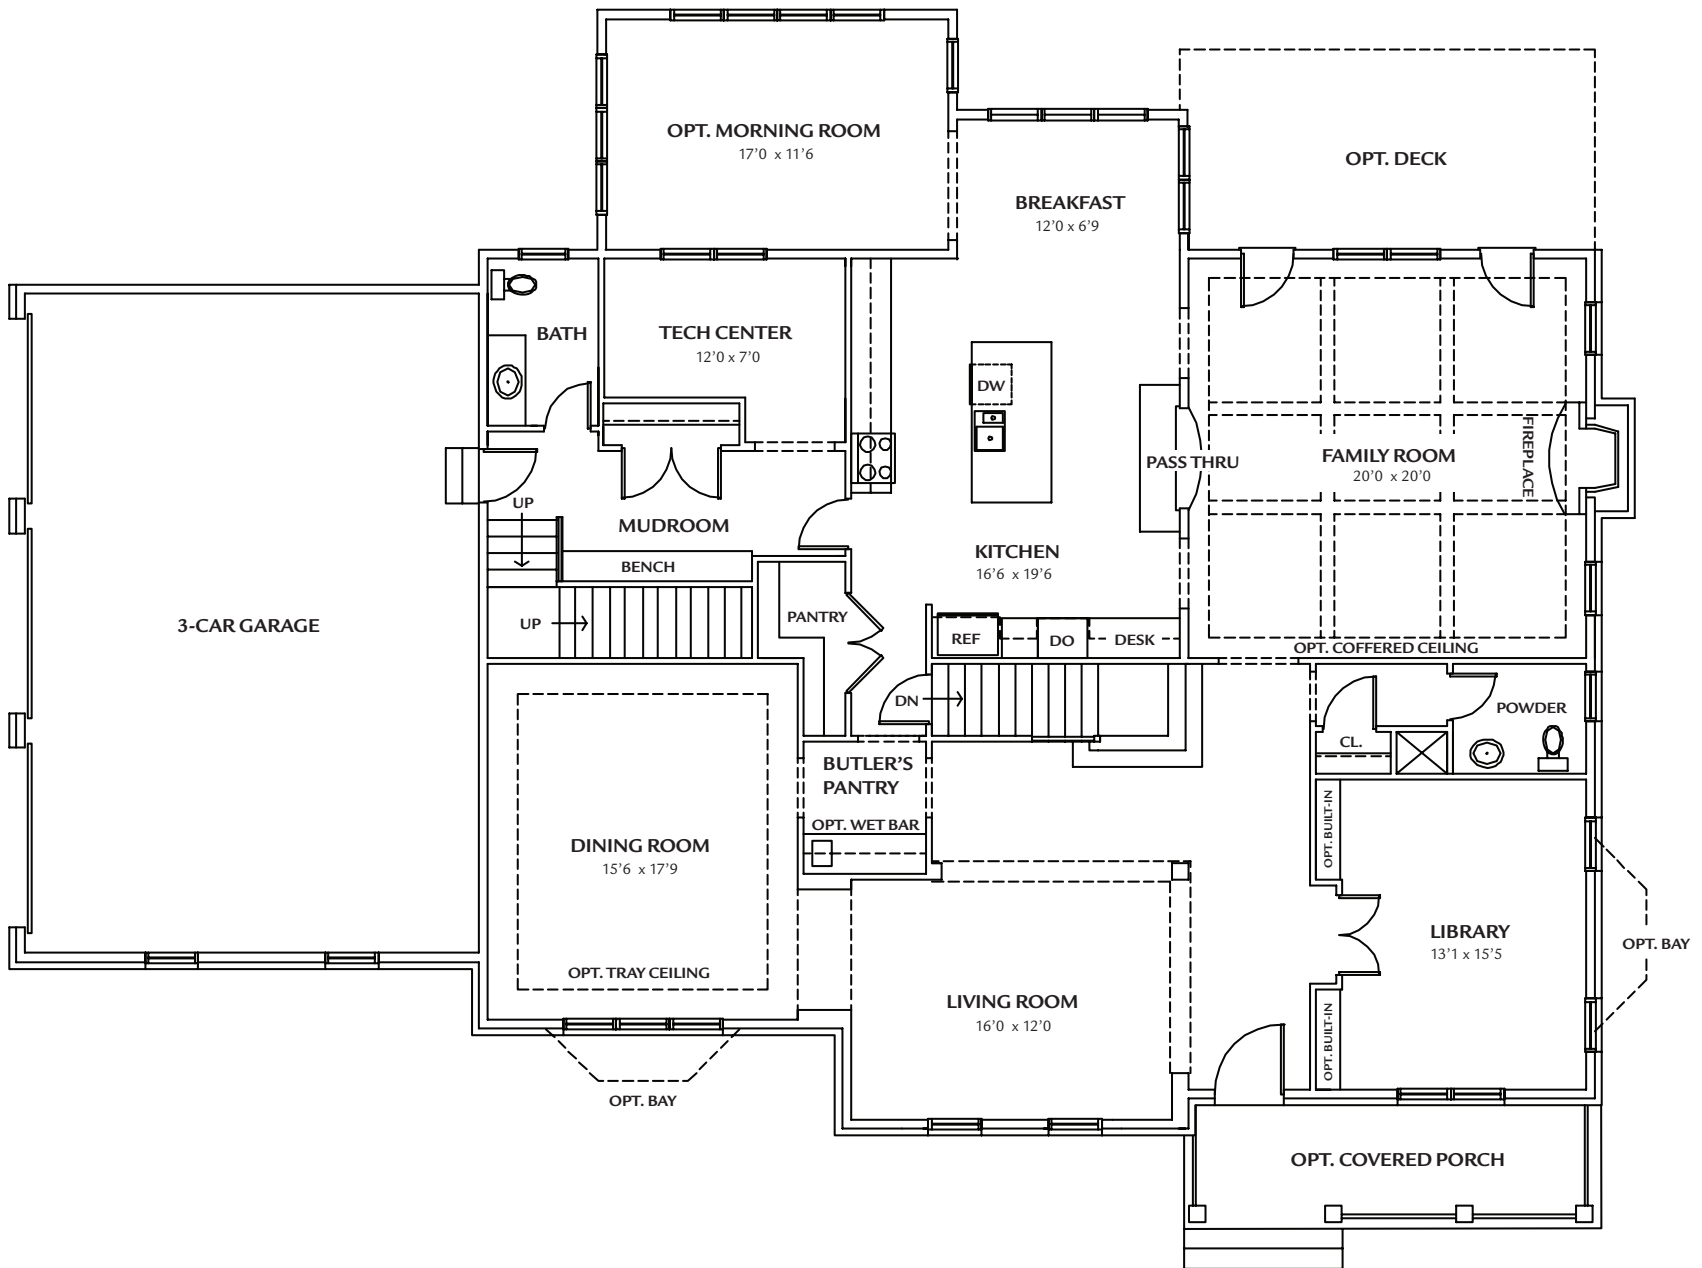 OPT. MORNING ROOM
17'0 x 11'6
OPT. DECK
BREAKFAST
12'0 x 6'9
BATH
TECH CENTER
12'0 x 7'0
DW
PASS THRU
FAMILY ROOM
20'0 x 20'0
FIREPLACE
UP
MUDROOM
BENCH
KITCHEN
16'6 x 19'6
3-CAR GARAGE
UP
PANTRY
REF
DO
DESK
OPT. COFFERED CEILING
DN
POWDER
CL.
BUTLER'S
PANTRY
OPT. WET BAR
OPT. BUILT-IN
DINING ROOM
15'6 x 17'9
LIBRARY
13'1 x 15'5
OPT. BAY
OPT. TRAY CEILING
LIVING ROOM
16'0 x 12'0
OPT. BUILT-IN
OPT. BAY
OPT. COVERED PORCH